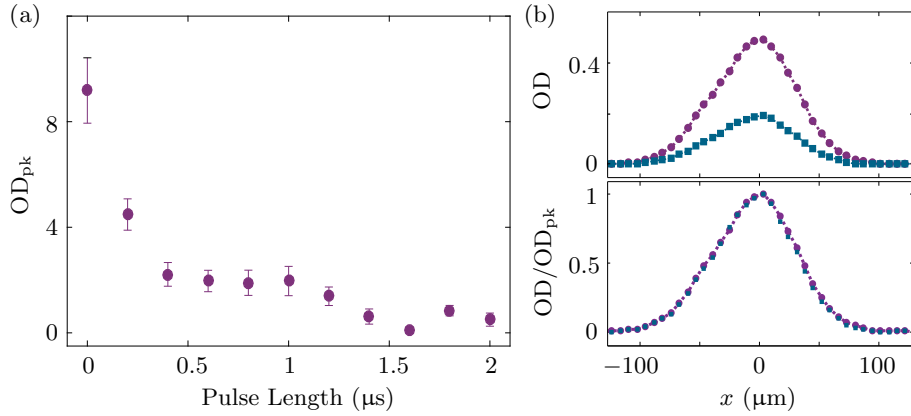 (a)
OD_pk
8
4
0
0
0.5
1
1.5
2
Pulse Length (μs)
(b)
OD
0.4
0
OD/OD_pk
1
0.5
0
−100
0
100
x (μm)